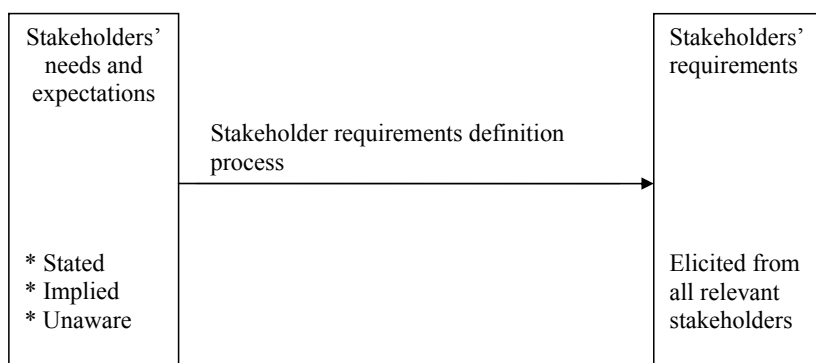 Stakeholders’
needs and
expectations
* Stated
* Implied
* Unaware
Stakeholder requirements definition
process
Stakeholders’
requirements
Elicited from
all relevant
stakeholders